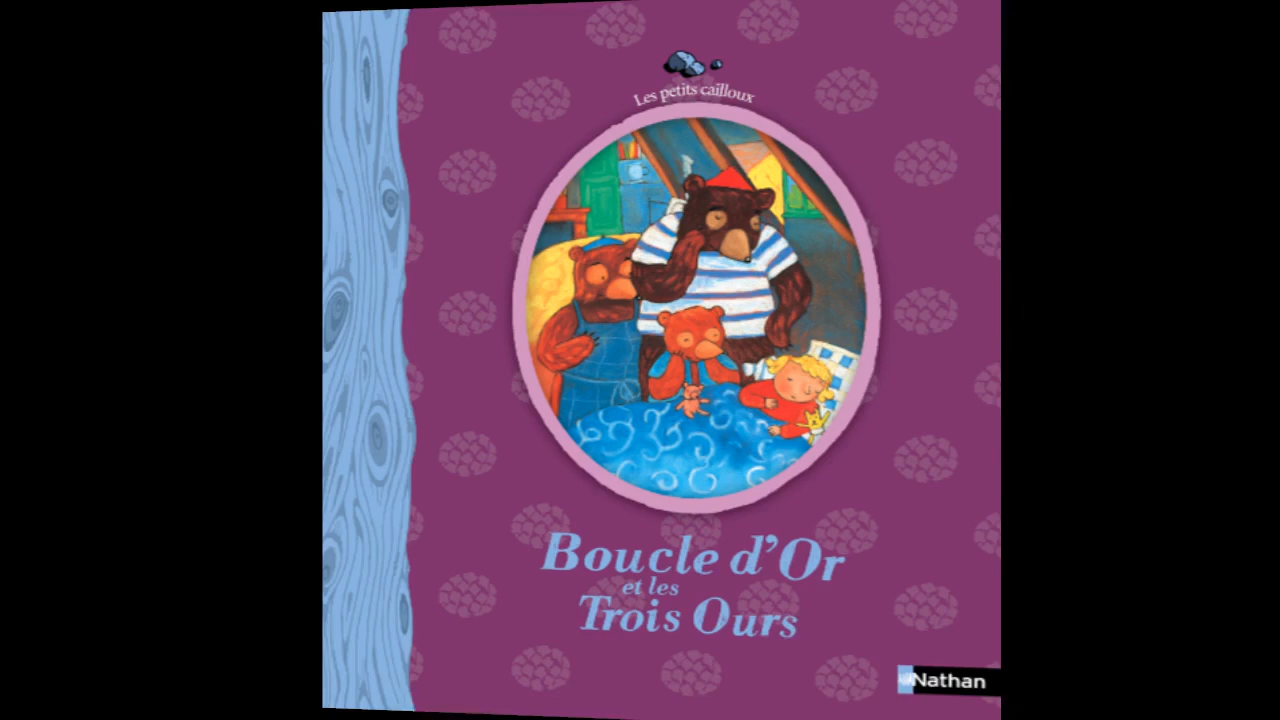 Les petits cailloux
Boucle d'Or
et les
Trois Ours
Nathan